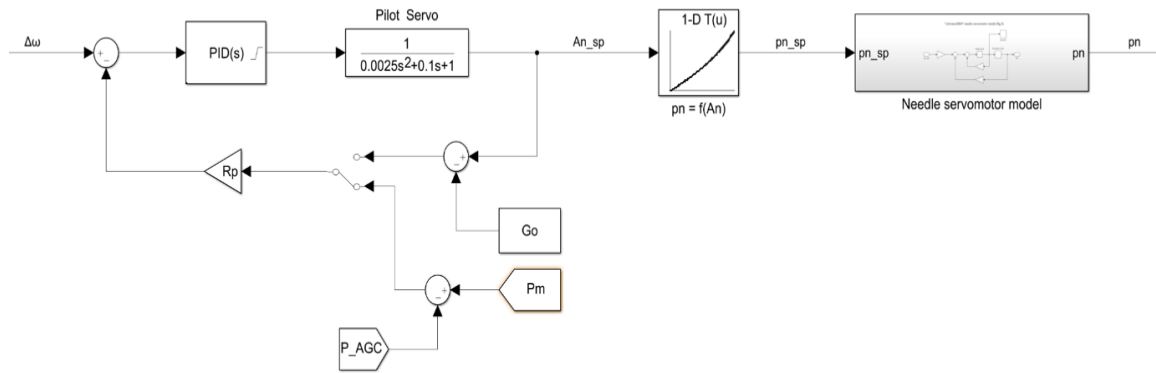 Pilot Servo
Δω
PID(s)
1
0.0025s²+0.1s+1
An_sp
1-D T(u)
pn = f(An)
pn_sp
pn_sp
pn
pn
Needle servomotor model
Rp
Go
Pm
P_AGC